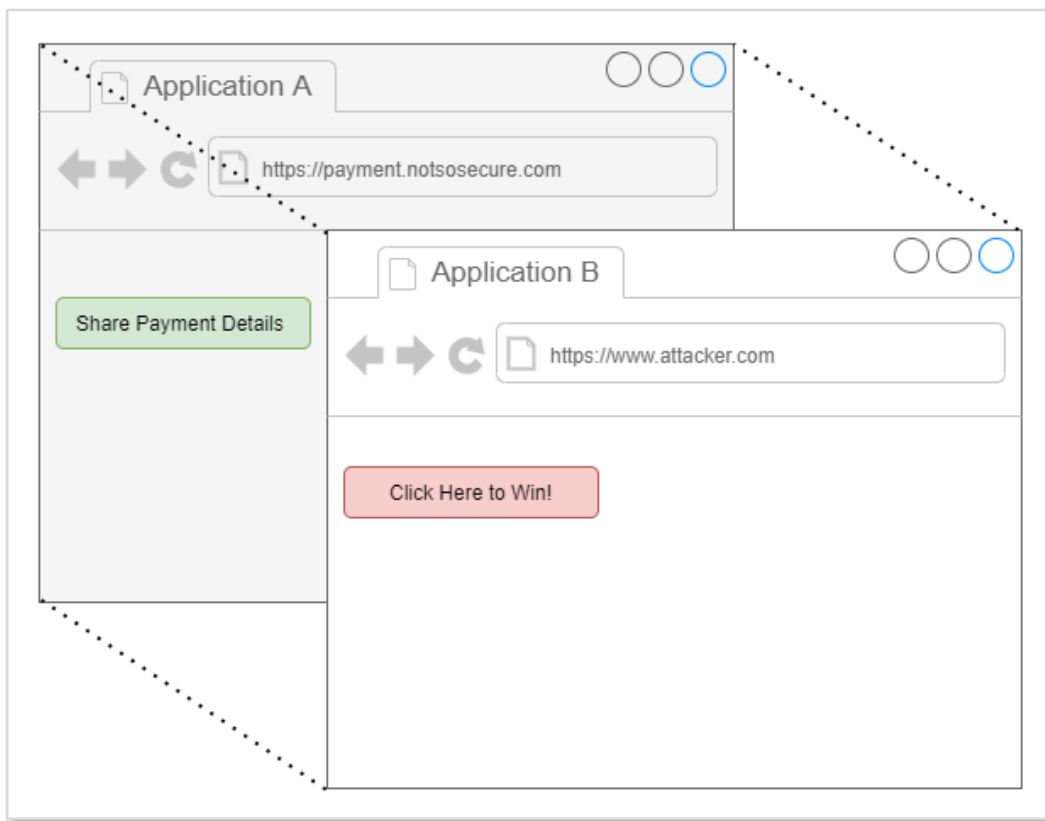 Application A
https://payment.notsosecure.com
Share Payment Details
Application B
https://www.attacker.com
Click Here to Win!